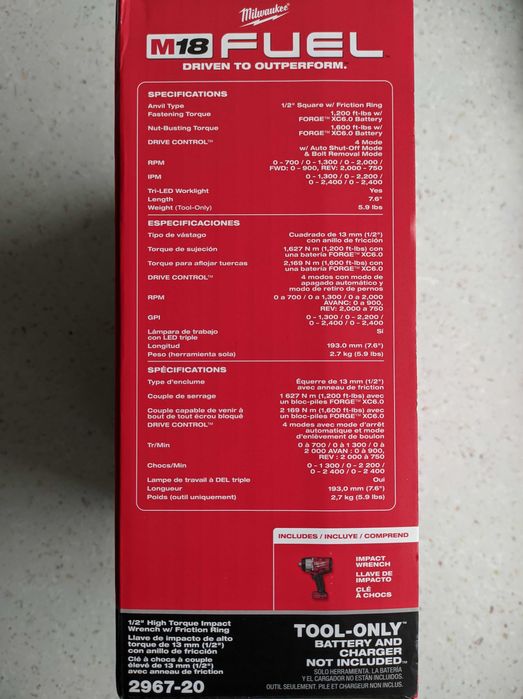 Milwaukee
M18 FUEL™
DRIVEN TO OUTPERFORM.
SPECIFICATIONS
Anvil Type 1/2" Square w/ Friction Ring
Fastening Torque 1,200 ft-lbs w/
FORGE™ XC6.0 Battery
Nut-Busting Torque 1,600 ft-lbs w/
FORGE™ XC6.0 Battery
DRIVE CONTROL™ 4 Mode
w/ Auto Shut-Off Mode
& Bolt Removal Mode
RPM 0 - 700 / 0 - 1,300 / 0 - 2,000 /
FWD: 0 - 900, REV: 2,000 - 750
IPM 0 - 1,300 / 0 - 2,200 /
0 - 2,400 / 0 - 2,400
Tri-LED Worklight Yes
Length 7.6"
Weight (Tool-Only) 5.9 lbs
ESPECIFICACIONES
Tipo de vástago Cuadrado de 13 mm (1/2")
con anillo de fricción
Torque de sujeción 1,627 N m (1,200 ft-lbs) con
una batería FORGE™ XC6.0
Torque para aflojar tuercas 2,169 N m (1,600 ft-lbs) con
una batería FORGE™ XC6.0
DRIVE CONTROL™ 4 modos con modo de
apagado automático y
modo de retiro de pernos
RPM 0 a 700 / 0 a 1,300 / 0 a 2,000
AVANC: 0 a 900,
REV: 2,000 a 750
GPI 0 - 1,300 / 0 - 2,200 /
0 - 2,400 / 0 - 2,400
Lámpara de trabajo Sí
con LED triple
Longitud 193.0 mm (7.6")
Peso (herramienta sola) 2.7 kg (5.9 lbs)
SPÉCIFICATIONS
Type d'enclume Équerre de 13 mm (1/2")
avec anneau de friction
Couple de serrage 1 627 N m (1,200 ft-lbs) avec
un bloc-piles FORGE™ XC6.0
Couple capable de venir à 2 169 N m (1,600 ft-lbs) avec
bout de tout écrou bloqué un bloc-piles FORGE™ XC6.0
DRIVE CONTROL™ 4 modes avec mode d'arrêt
automatique et mode
d'enlèvement de boulon
Tr/Min 0 à 700 / 0 à 1 300 / 0 à
2 000 AVAN : 0 à 900,
REV : 2 000 à 750
Chocs/Min 0 - 1 300 / 0 - 2 200 /
0 - 2 400 / 0 - 2 400
Lampe de travail à DEL triple Oui
Longueur 193,0 mm (7.6")
Poids (outil uniquement) 2,7 kg (5.9 lbs)
INCLUDES / INCLUYE / COMPREND
IMPACT
WRENCH
LLAVE DE
IMPACTO
CLÉ
À CHOCS
1/2" High Torque Impact
Wrench w/ Friction Ring
Llave de impacto de alto
torque de 13 mm (1/2")
con anillo de fricción
Clé à chocs à couple
élevé de 13 mm (1/2")
avec anneau de friction
2967-20
TOOL-ONLY™
BATTERY AND
CHARGER
NOT INCLUDED™
SOLO HERRAMIENTA. LA BATERÍA
Y EL CARGADOR NO ESTÁN INCLUIDOS.
OUTIL SEULEMENT. PILE ET CHARGEUR NON INCLUS.